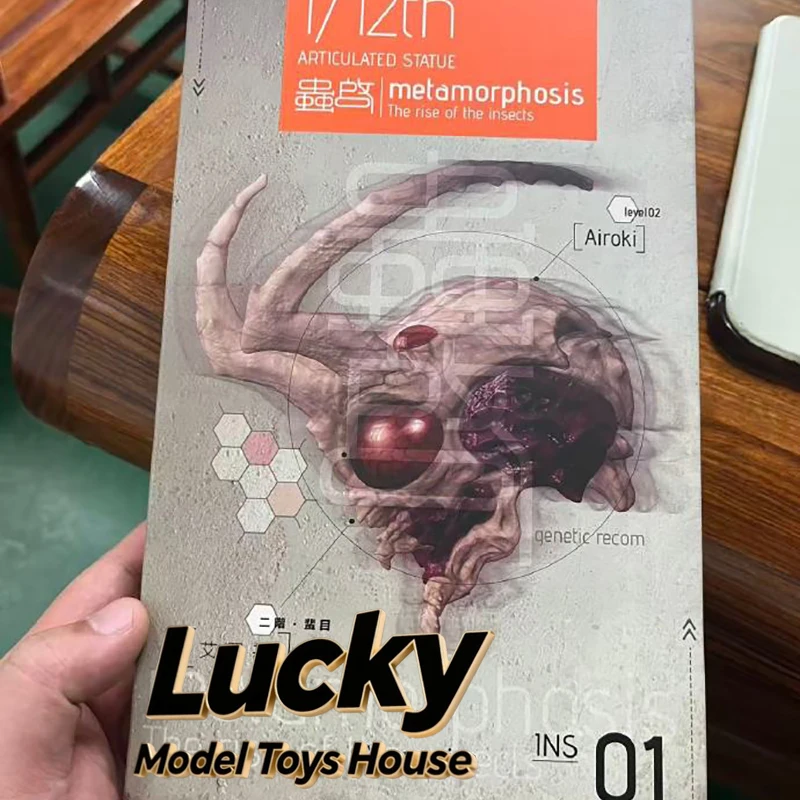 1/12th
ARTICULATED STATUE
蟲啓 metamorphosis
The rise of the insects
level02
[Airoki]
genetic recom
二階·蜚目
艾
Lucky
Model Toys House
INS 01